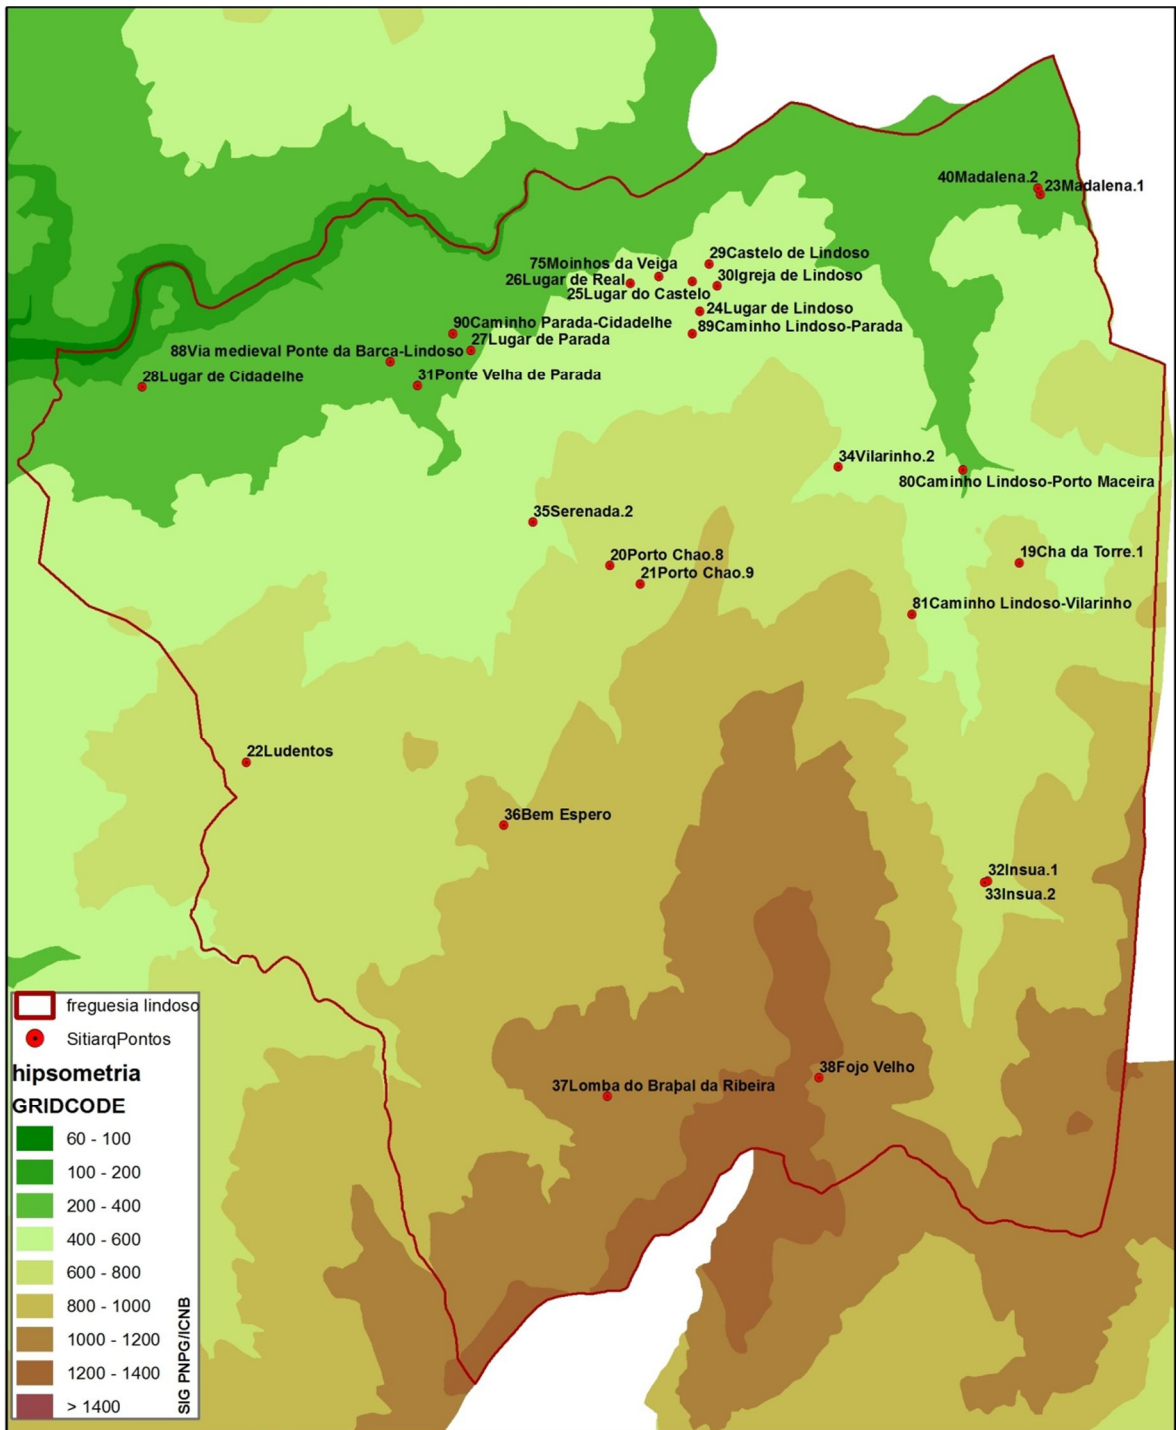 40Madalena.2
23Madalena.1
29Castelo de Lindoso
75Moinhos da Veiga
30Igreja de Lindoso
26Lugar de Real
25Lugar do Castelo
24Lugar de Lindoso
90Caminho Parada-Cidadelhe
89Caminho Lindoso-Parada
27Lugar de Parada
88Via medieval Ponte da Barca-Lindoso
28Lugar de Cidadelhe
31Ponte Velha de Parada
34Vilarinho.2
80Caminho Lindoso-Porto Maceira
35Serenada.2
20Porto Chao.8
19Cha da Torre.1
21Porto Chao.9
81Caminho Lindoso-Vilarinho
22Ludentos
36Bem Espero
32Insua.1
33Insua.2
38Fojo Velho
37Lomba do Braþal da Ribeira
freguesia lindoso
SitiarqPontos
hipsometria
GRIDCODE
60 - 100
100 - 200
200 - 400
400 - 600
600 - 800
800 - 1000
1000 - 1200
1200 - 1400
> 1400
SIG PNPG/ICNB